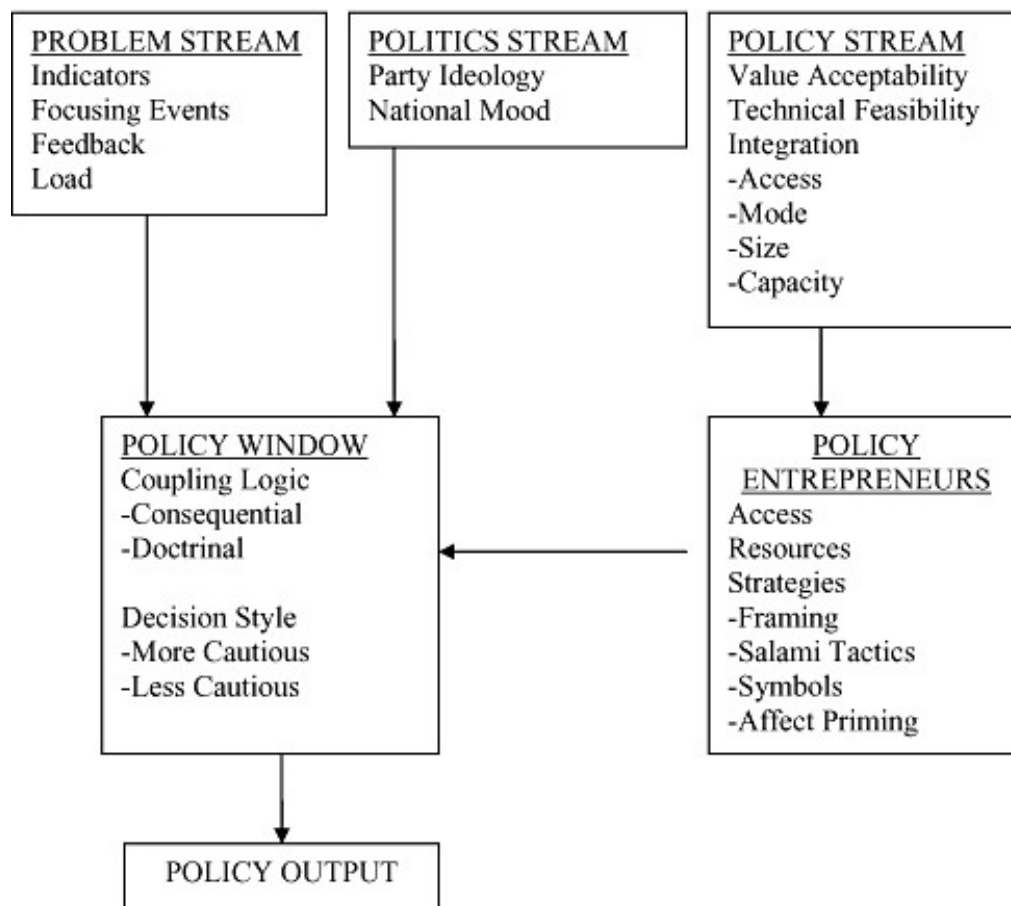 PROBLEM STREAM
Indicators
Focusing Events
Feedback
Load
POLITICS STREAM
Party Ideology
National Mood
POLICY STREAM
Value Acceptability
Technical Feasibility
Integration
-Access
-Mode
-Size
-Capacity
POLICY WINDOW
Coupling Logic
-Consequential
-Doctrinal
Decision Style
-More Cautious
-Less Cautious
POLICY
ENTREPRENEURS
Access
Resources
Strategies
-Framing
-Salami Tactics
-Symbols
-Affect Priming
POLICY OUTPUT